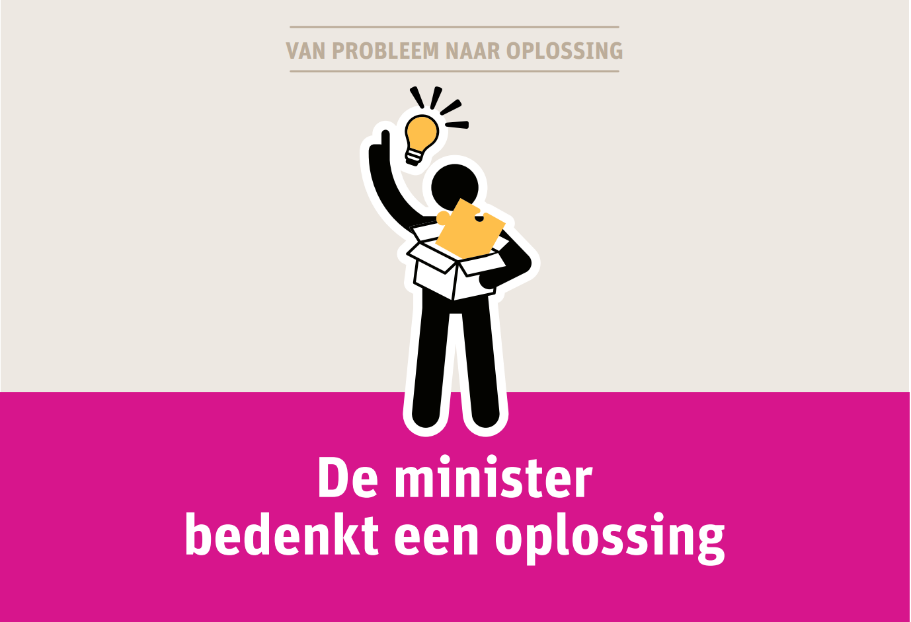 VAN PROBLEEM NAAR OPLOSSING
De minister
bedenkt een oplossing